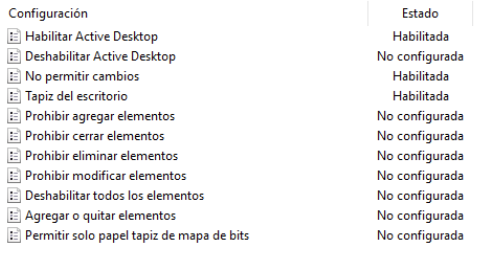 Configuración Estado
Habilitar Active Desktop Habilitada
Deshabilitar Active Desktop No configurada
No permitir cambios Habilitada
Tapiz del escritorio Habilitada
Prohibir agregar elementos No configurada
Prohibir cerrar elementos No configurada
Prohibir eliminar elementos No configurada
Prohibir modificar elementos No configurada
Deshabilitar todos los elementos No configurada
Agregar o quitar elementos No configurada
Permitir solo papel tapiz de mapa de bits No configurada